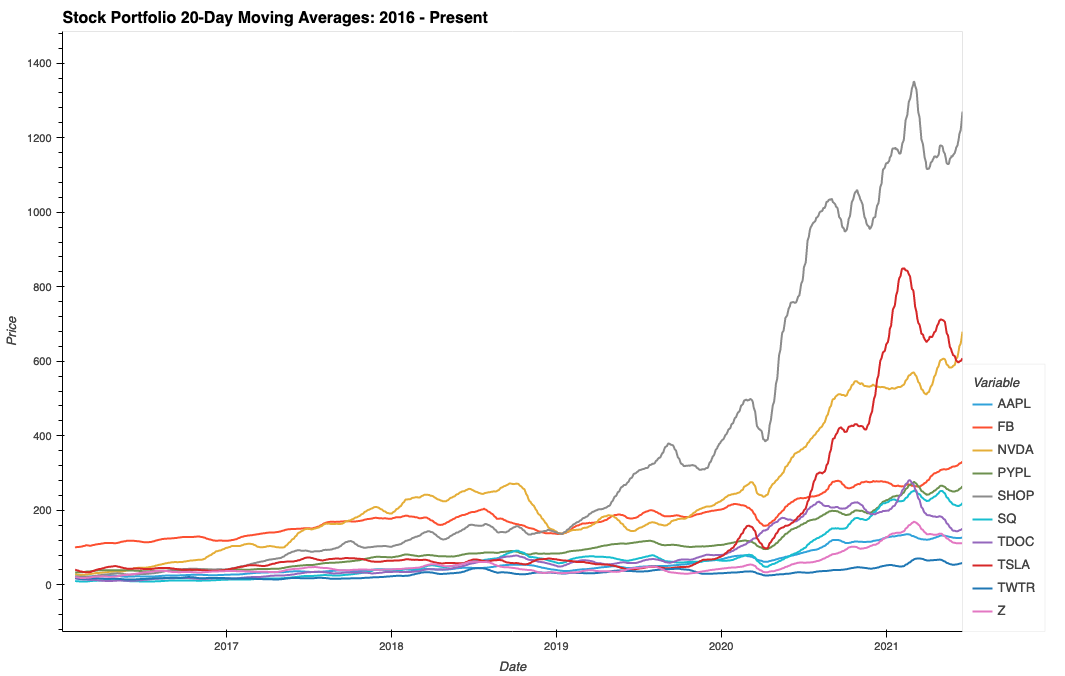 Stock Portfolio 20-Day Moving Averages: 2016 - Present
1400
1200
1000
800
600
400
200
0
Price
2017
2018
2019
2020
2021
Date
Variable
AAPL
FB
NVDA
PYPL
SHOP
SQ
TDOC
TSLA
TWTR
Z